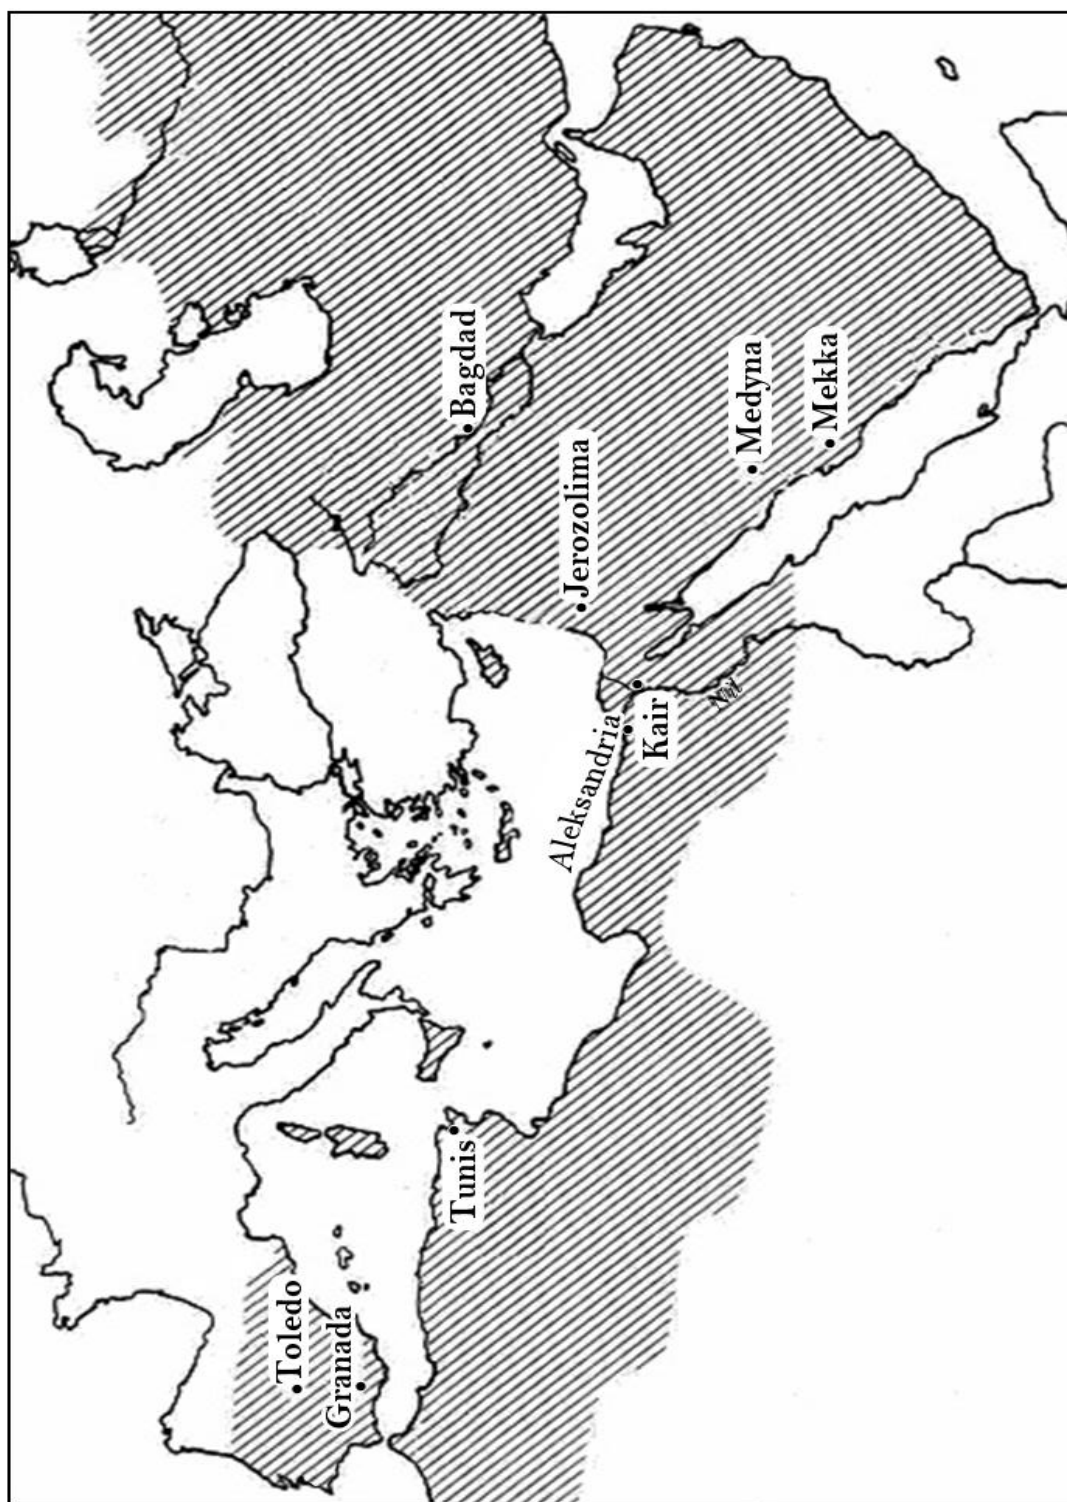 Toledo
Granada
Tunis
Aleksandria
Kair
Nil
Jerozolima
Bagdad
Medyna
Mekka